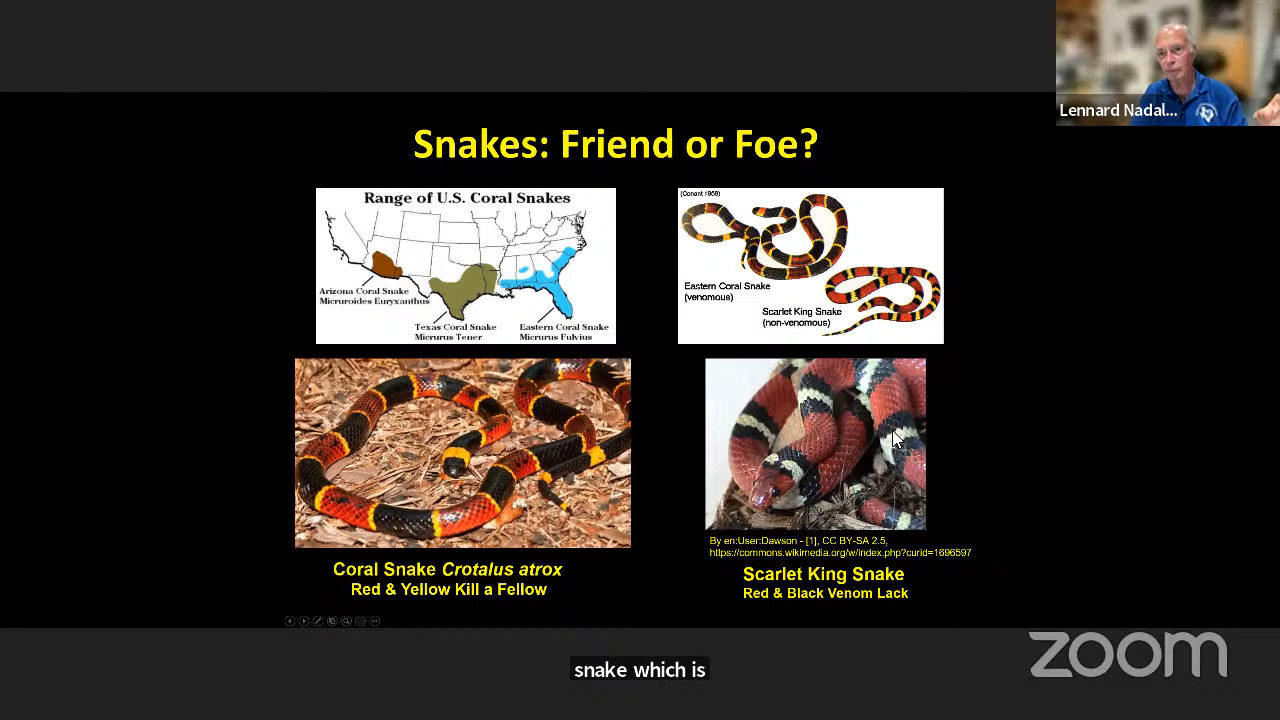 Lennard Nadal...
Snakes: Friend or Foe?
Range of U.S. Coral Snakes
Arizona Coral Snake
Micruroides Euryxanthus
Texas Coral Snake
Micrurus Tener
Eastern Coral Snake
Micrurus Fulvius
(Conant 1958)
Eastern Coral Snake
(venomous)
Scarlet King Snake
(non-venomous)
Coral Snake Crotalus atrox
Red & Yellow Kill a Fellow
By en:User:Dawson - [1], CC BY-SA 2.5,
https://commons.wikimedia.org/w/index.php?curid=1696597
Scarlet King Snake
Red & Black Venom Lack
snake which is
zoom